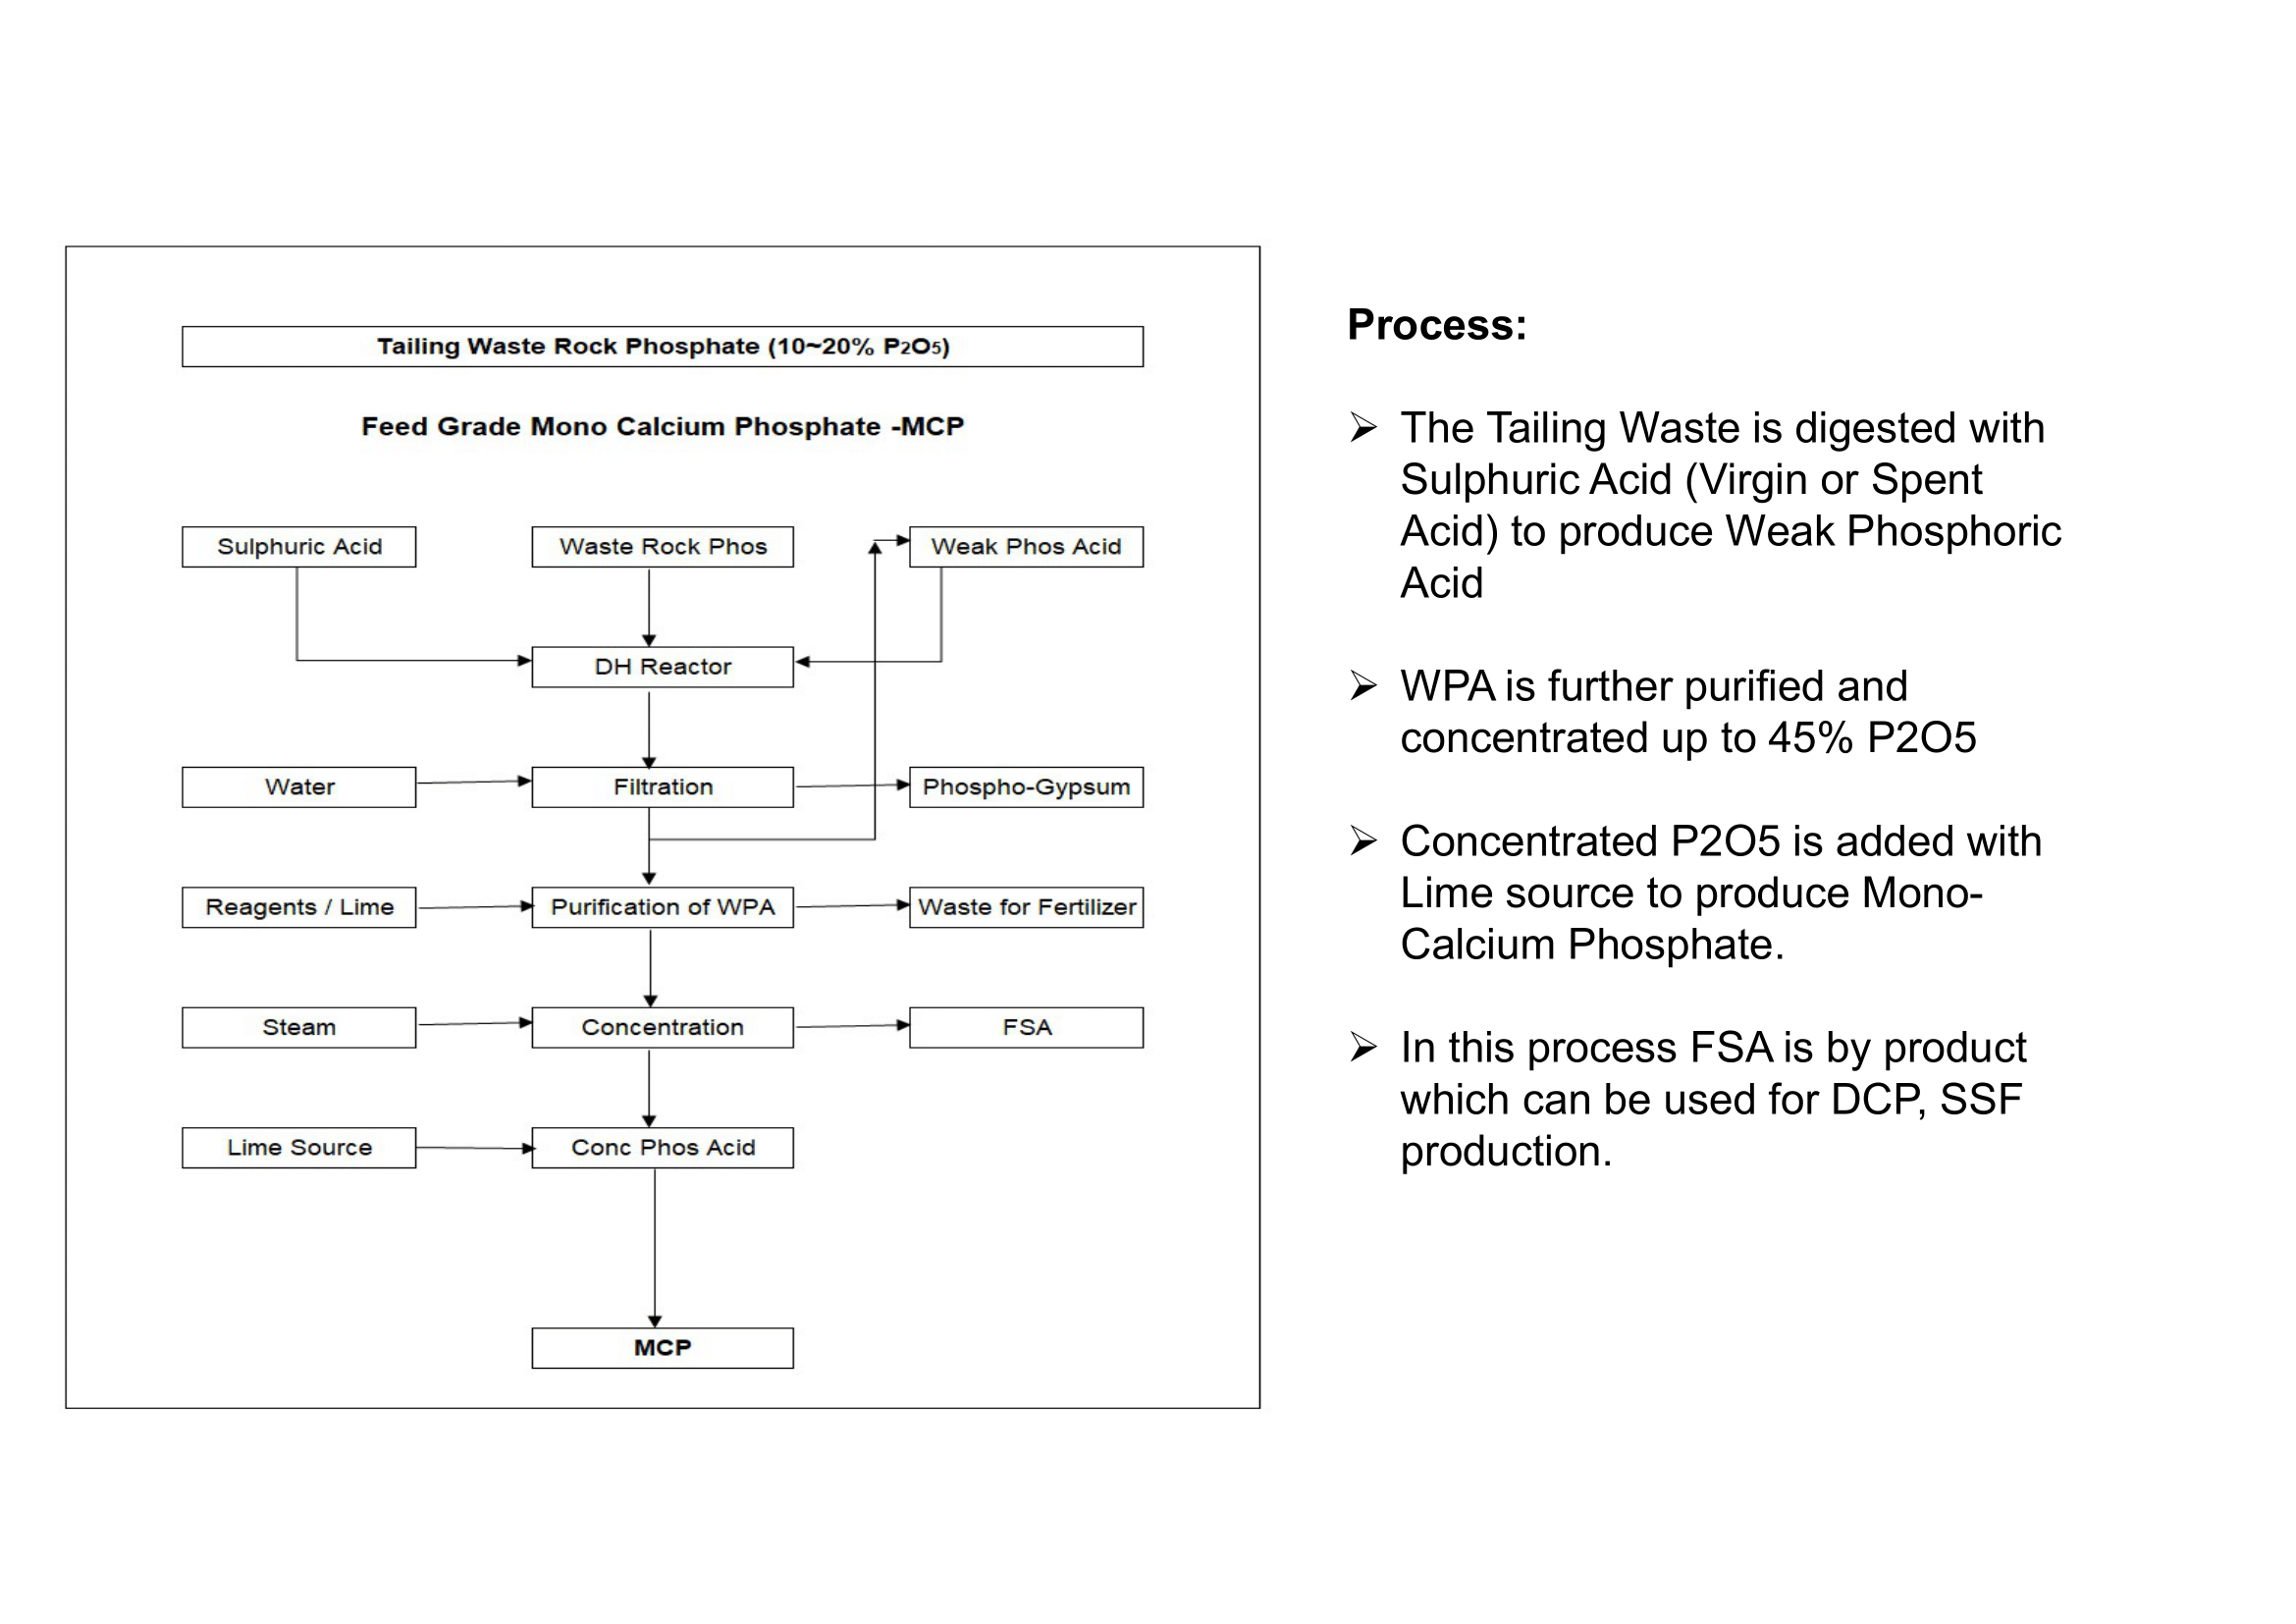 Tailing Waste Rock Phosphate (10~20% P2O5)
Feed Grade Mono Calcium Phosphate -MCP
Sulphuric Acid
Waste Rock Phos
Weak Phos Acid
DH Reactor
Water
Filtration
Phospho-Gypsum
Reagents / Lime
Purification of WPA
Waste for Fertilizer
Steam
Concentration
FSA
Lime Source
Conc Phos Acid
MCP
Process:
The Tailing Waste is digested with
Sulphuric Acid (Virgin or Spent
Acid) to produce Weak Phosphoric
Acid
WPA is further purified and
concentrated up to 45% P2O5
Concentrated P2O5 is added with
Lime source to produce Mono-
Calcium Phosphate.
In this process FSA is by product
which can be used for DCP, SSF
production.